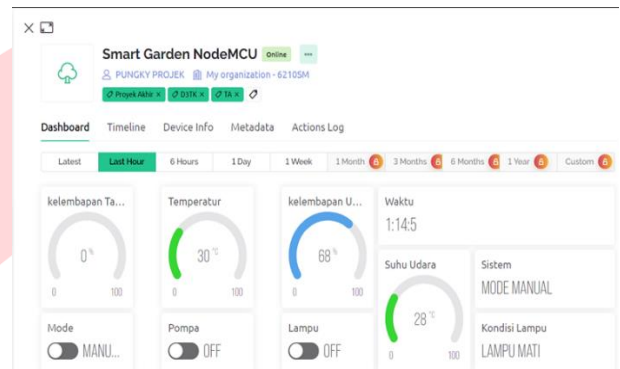 Smart Garden NodeMCU Online
PUNGKY PROJEK My organization - 6210SM
Proyek Akhir × D3TK × TA ×
Dashboard Timeline Device Info Metadata Actions Log
Latest Last Hour 6 Hours 1 Day 1 Week 1 Month 3 Months 6 Months 1 Year Custom
kelembapan Ta...
0 %
0 100
Temperatur
30 °C
0 100
kelembapan U...
68 %
0 100
Waktu
1:14:5
Suhu Udara
28 °C
0 100
Sistem
MODE MANUAL
Mode
MANU...
Pompa
OFF
Lampu
OFF
Kondisi Lampu
LAMPU MATI